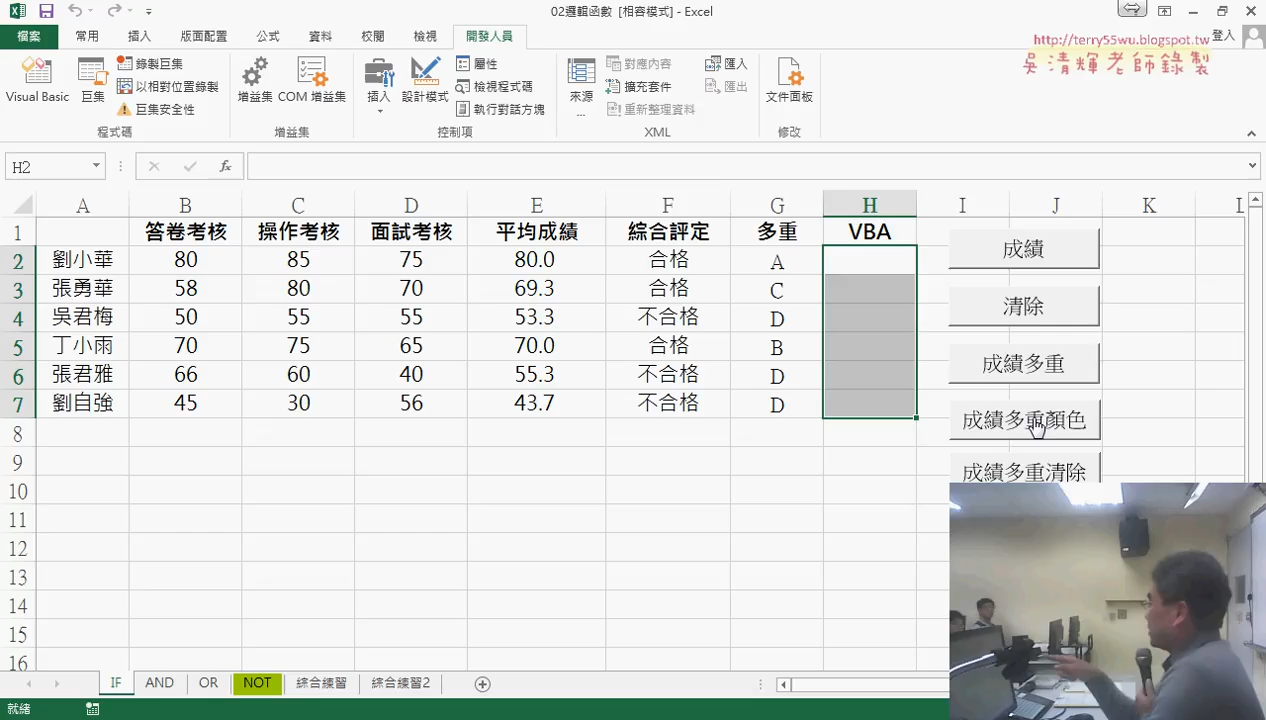 02邏輯函數 [相容模式] - Excel
檔案 常用 插入 版面配置 公式 資料 校閱 檢視 開發人員 登入
http://terry55wu.blogspot.tw
吳清輝老師錄製
Visual Basic 巨集 錄製巨集 以相對位置錄製 巨集安全性 程式碼
增益集 COM 增益集 增益集
插入 設計模式 屬性 檢視程式碼 執行對話方塊 控制項
來源 ... 對應內容 擴充套件 重新整理資料 匯入 匯出 XML
文件面板 修改
H2 fx
A B C D E F G H I J K L
1 答卷考核 操作考核 面試考核 平均成績 綜合評定 多重 VBA
2 劉小華 80 85 75 80.0 合格 A
3 張勇華 58 80 70 69.3 合格 C
4 吳君梅 50 55 55 53.3 不合格 D
5 丁小雨 70 75 65 70.0 合格 B
6 張君雅 66 60 40 55.3 不合格 D
7 劉自強 45 30 56 43.7 不合格 D
8
9
10
11
12
13
14
15
16
成績
清除
成績多重
成績多重顏色
成績多重清除
IF AND OR NOT 綜合練習 綜合練習2
就緒